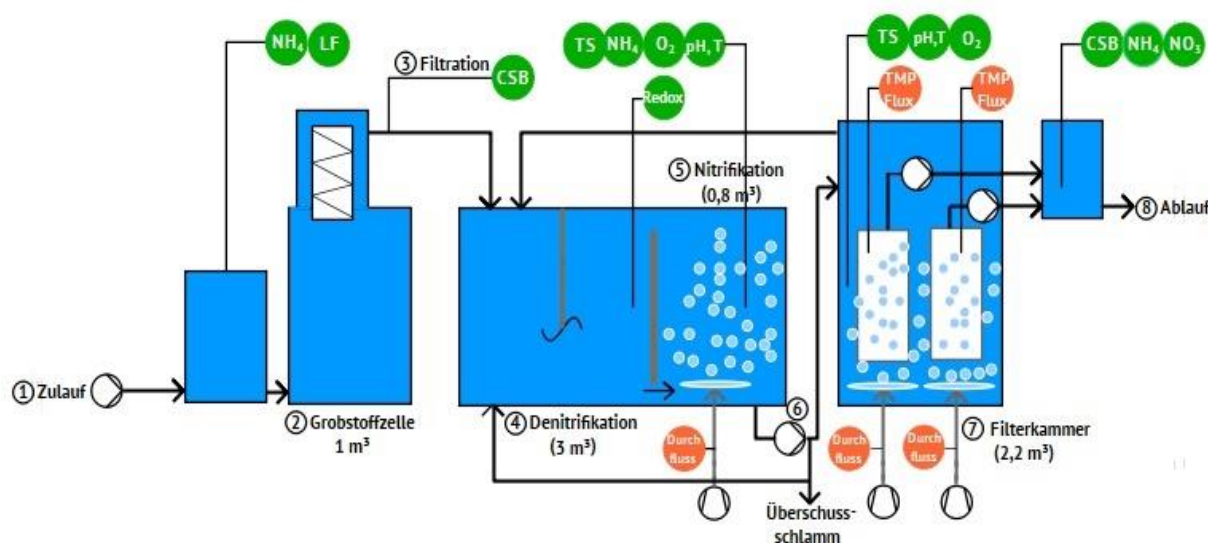 NH₄ LF
③ Filtration
CSB
TS NH₄ O₂ pH,T
Redox
TS pH,T O₂
TMP
Flux
TMP
Flux
CSB NH₄ NO₃
⑤ Nitrifikation
(0,8 m³)
⑧ Ablauf
① Zulauf
② Grobstoffzelle
1 m³
④ Denitrifikation
(3 m³)
Durch
fluss
⑥
Überschuss-
schlamm
Durch
fluss
Durch
fluss
⑦ Filterkammer
(2,2 m³)